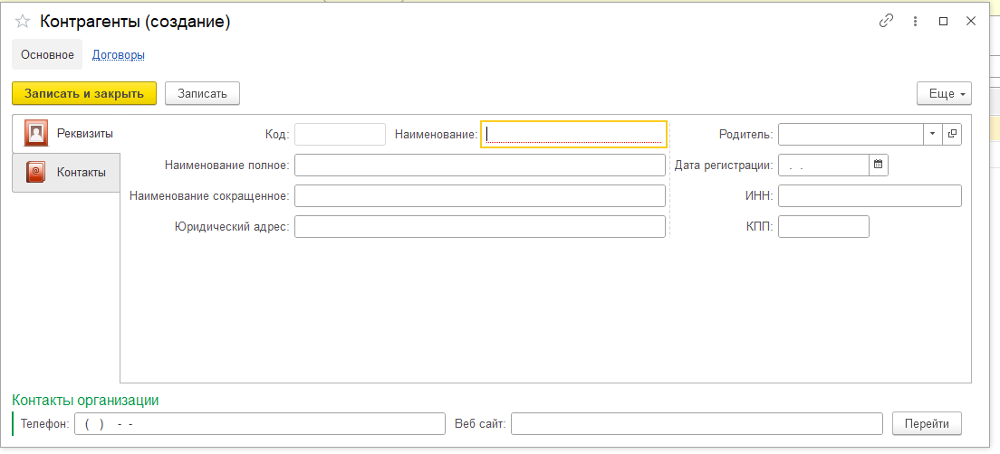 Контрагенты (создание)
Основное Договоры
Записать и закрыть Записать Еще
Реквизиты Код: Наименование: Родитель:
Контакты Наименование полное: Дата регистрации: . .
Наименование сокращенное: ИНН:
Юридический адрес: КПП:
Контакты организации
Телефон: ( ) - - Веб сайт: Перейти